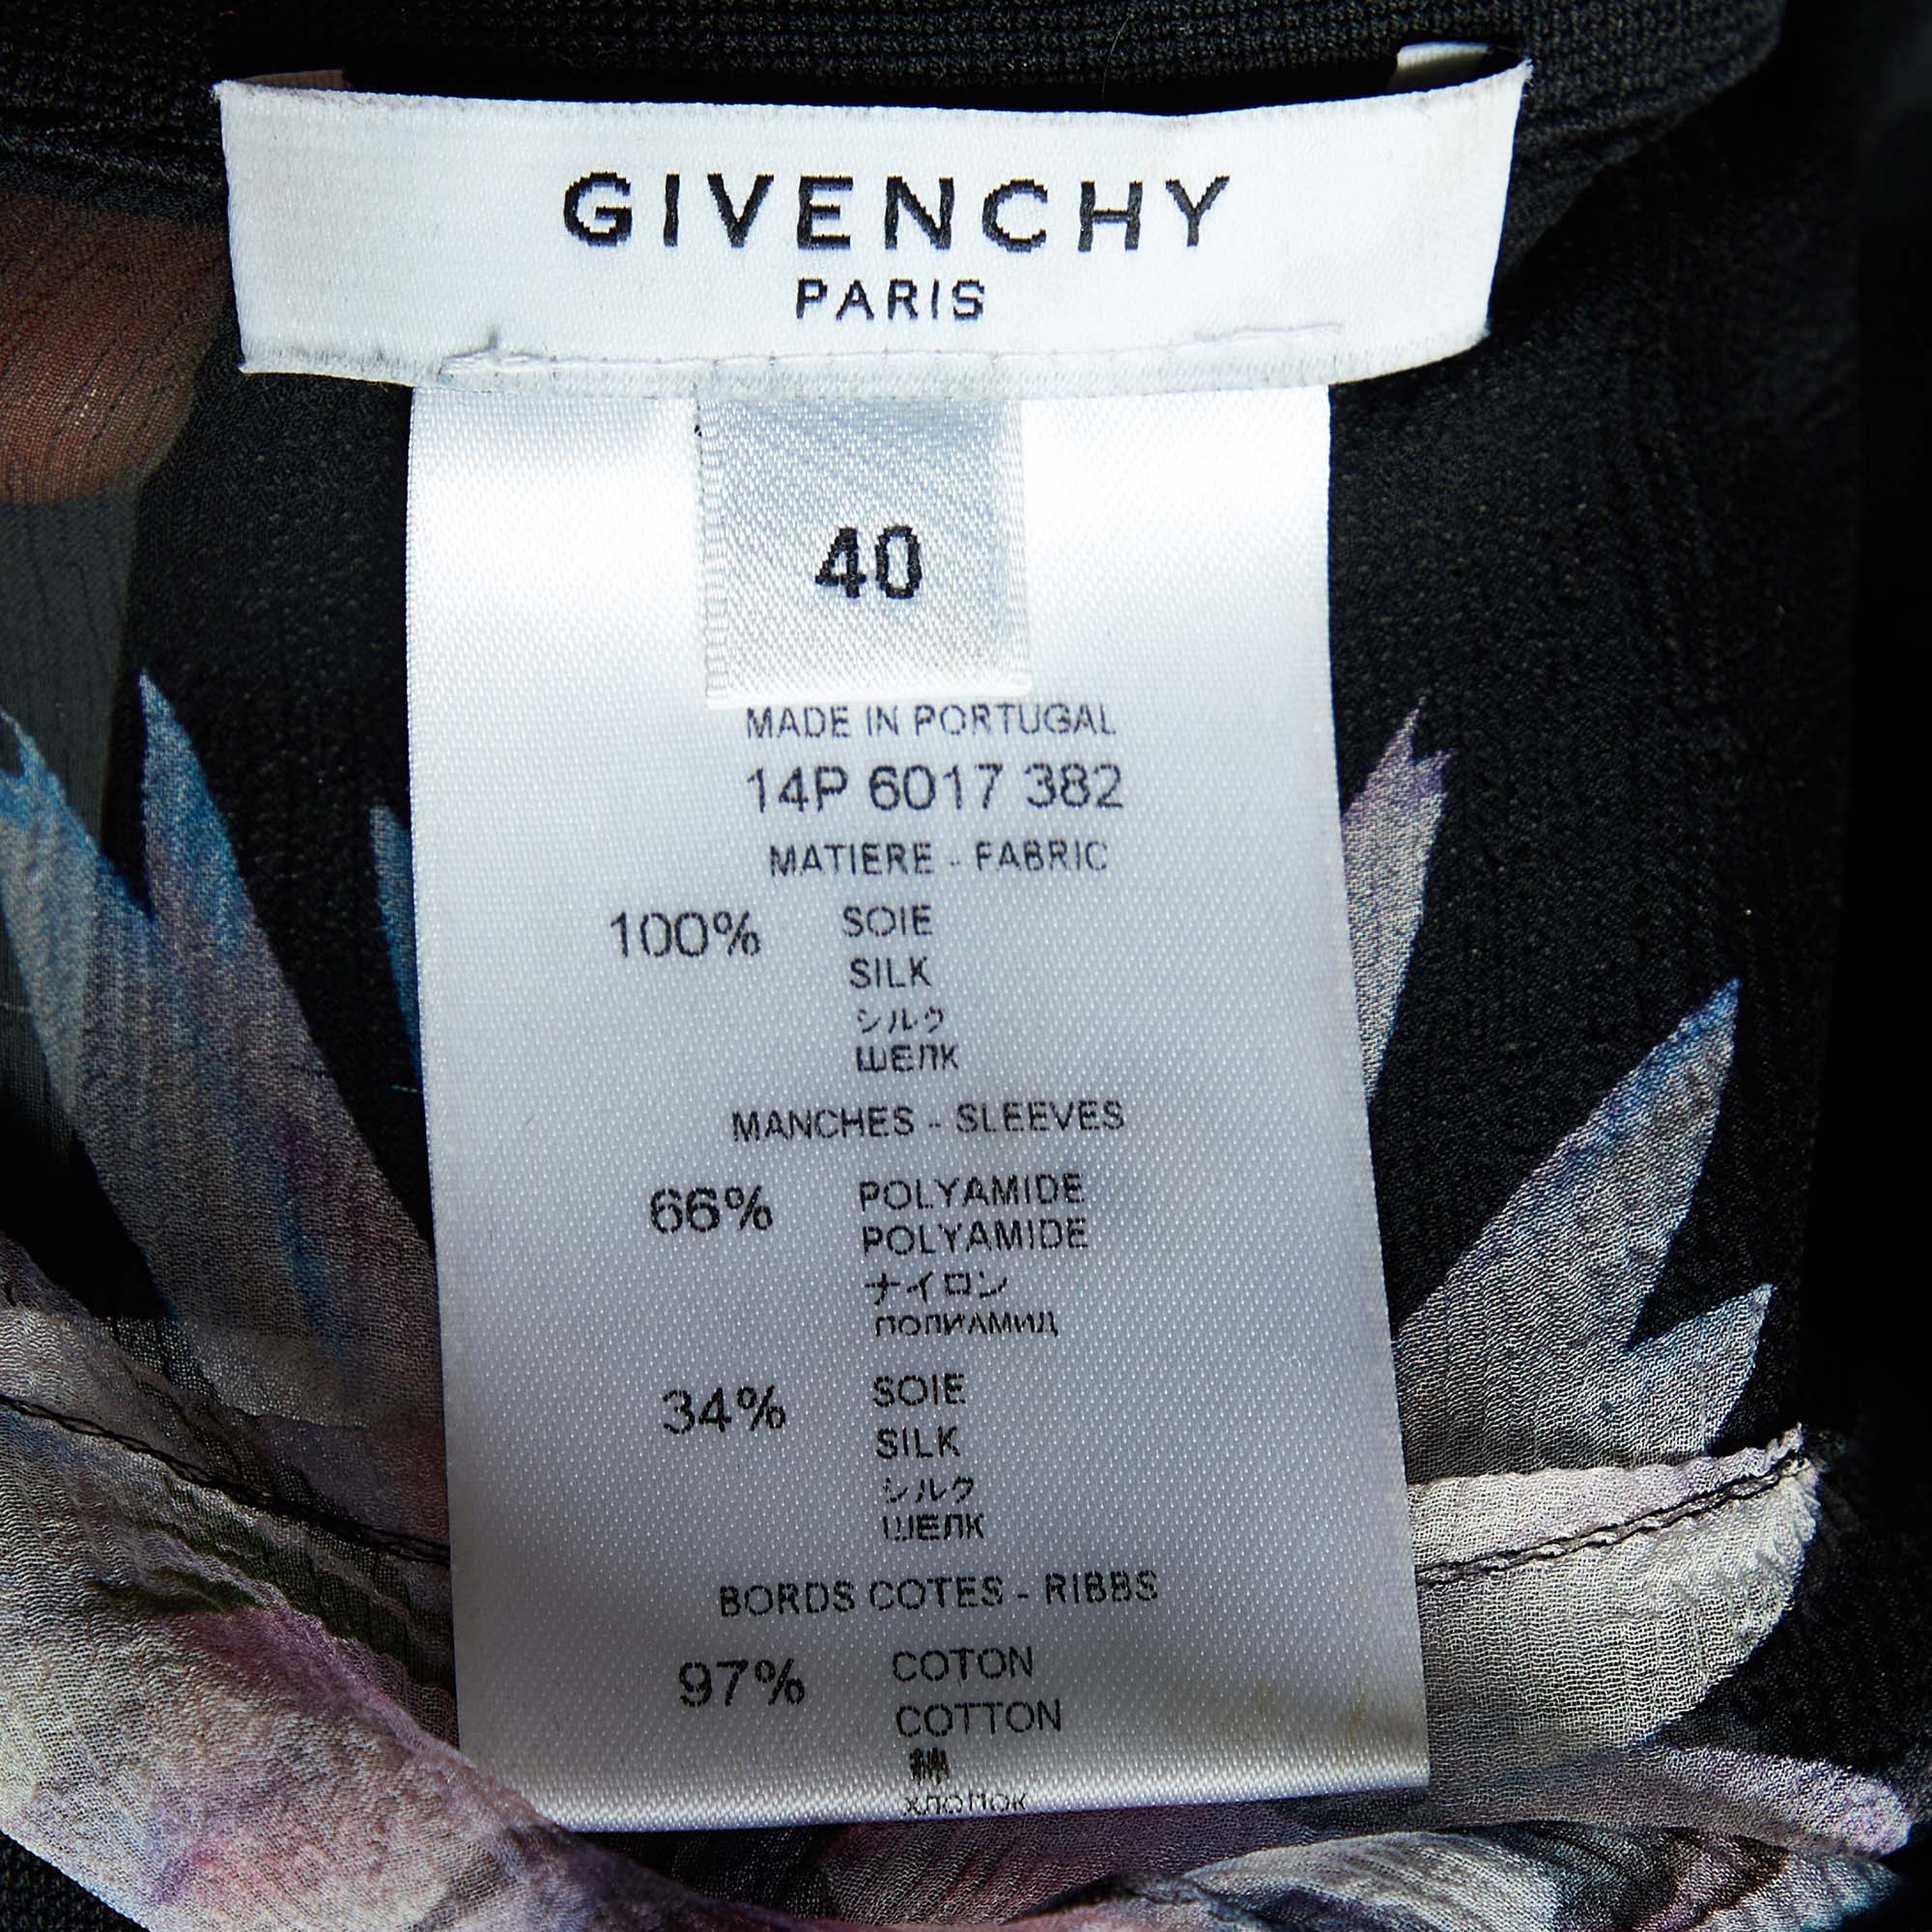 GIVENCHY
PARIS
40
MADE IN PORTUGAL
14P 6017 382
MATIERE - FABRIC
100% SOIE
SILK
シルク
ШЕЛК
MANCHES - SLEEVES
66% POLYAMIDE
POLYAMIDE
ナイロン
ПОЛИАМИД
34% SOIE
SILK
シルク
ШЕЛК
BORDS COTES - RIBBS
97% COTON
COTTON
綿
ХЛОПОК